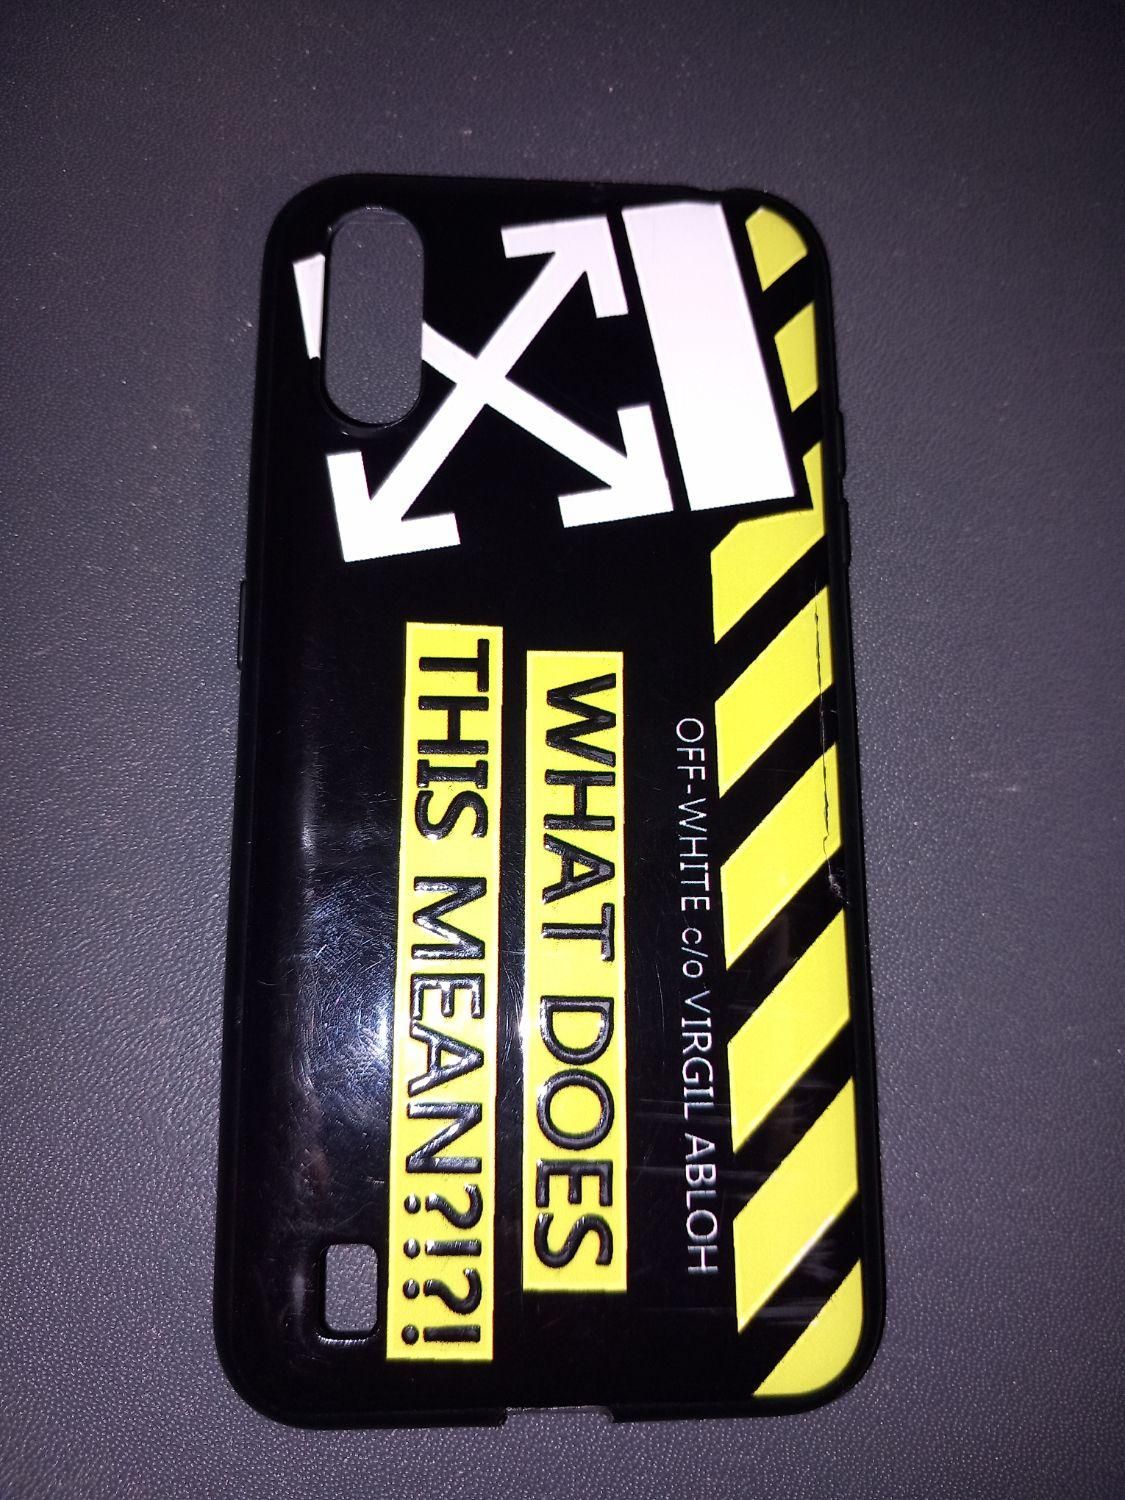 OFF-WHITE c/o VIRGIL ABLOH
WHAT DOES
THIS MEAN?!?!